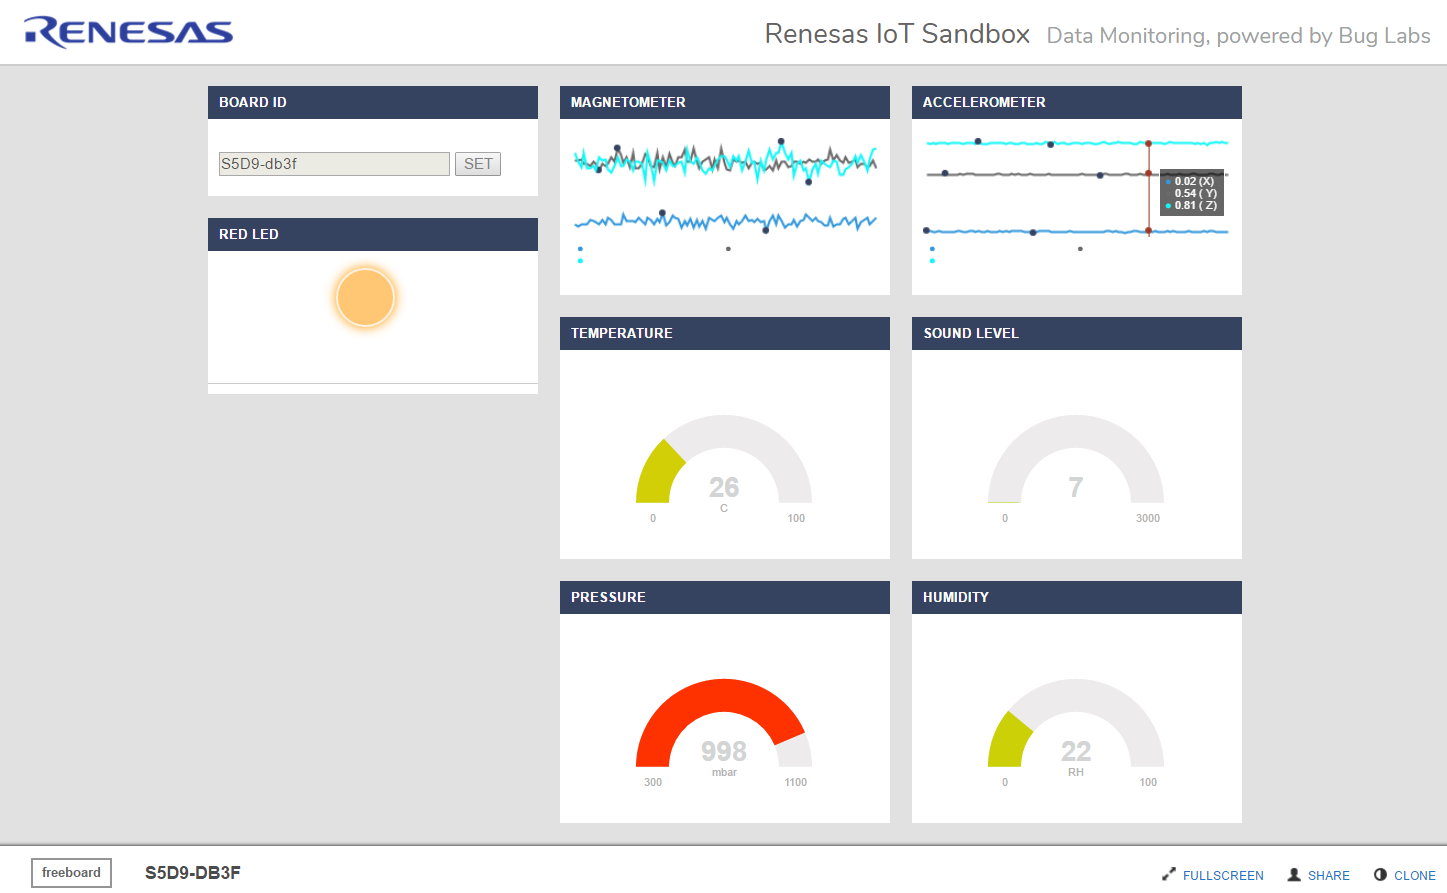 RENESAS
Renesas IoT Sandbox Data Monitoring, powered by Bug Labs
BOARD ID
S5D9-db3f SET
RED LED
MAGNETOMETER
ACCELEROMETER
0.02 (X)
0.54 ( Y)
0.81 ( Z)
TEMPERATURE
26
C
0 100
SOUND LEVEL
7
0 3000
PRESSURE
998
mbar
300 1100
HUMIDITY
22
RH
0 100
freeboard S5D9-DB3F FULLSCREEN SHARE CLONE